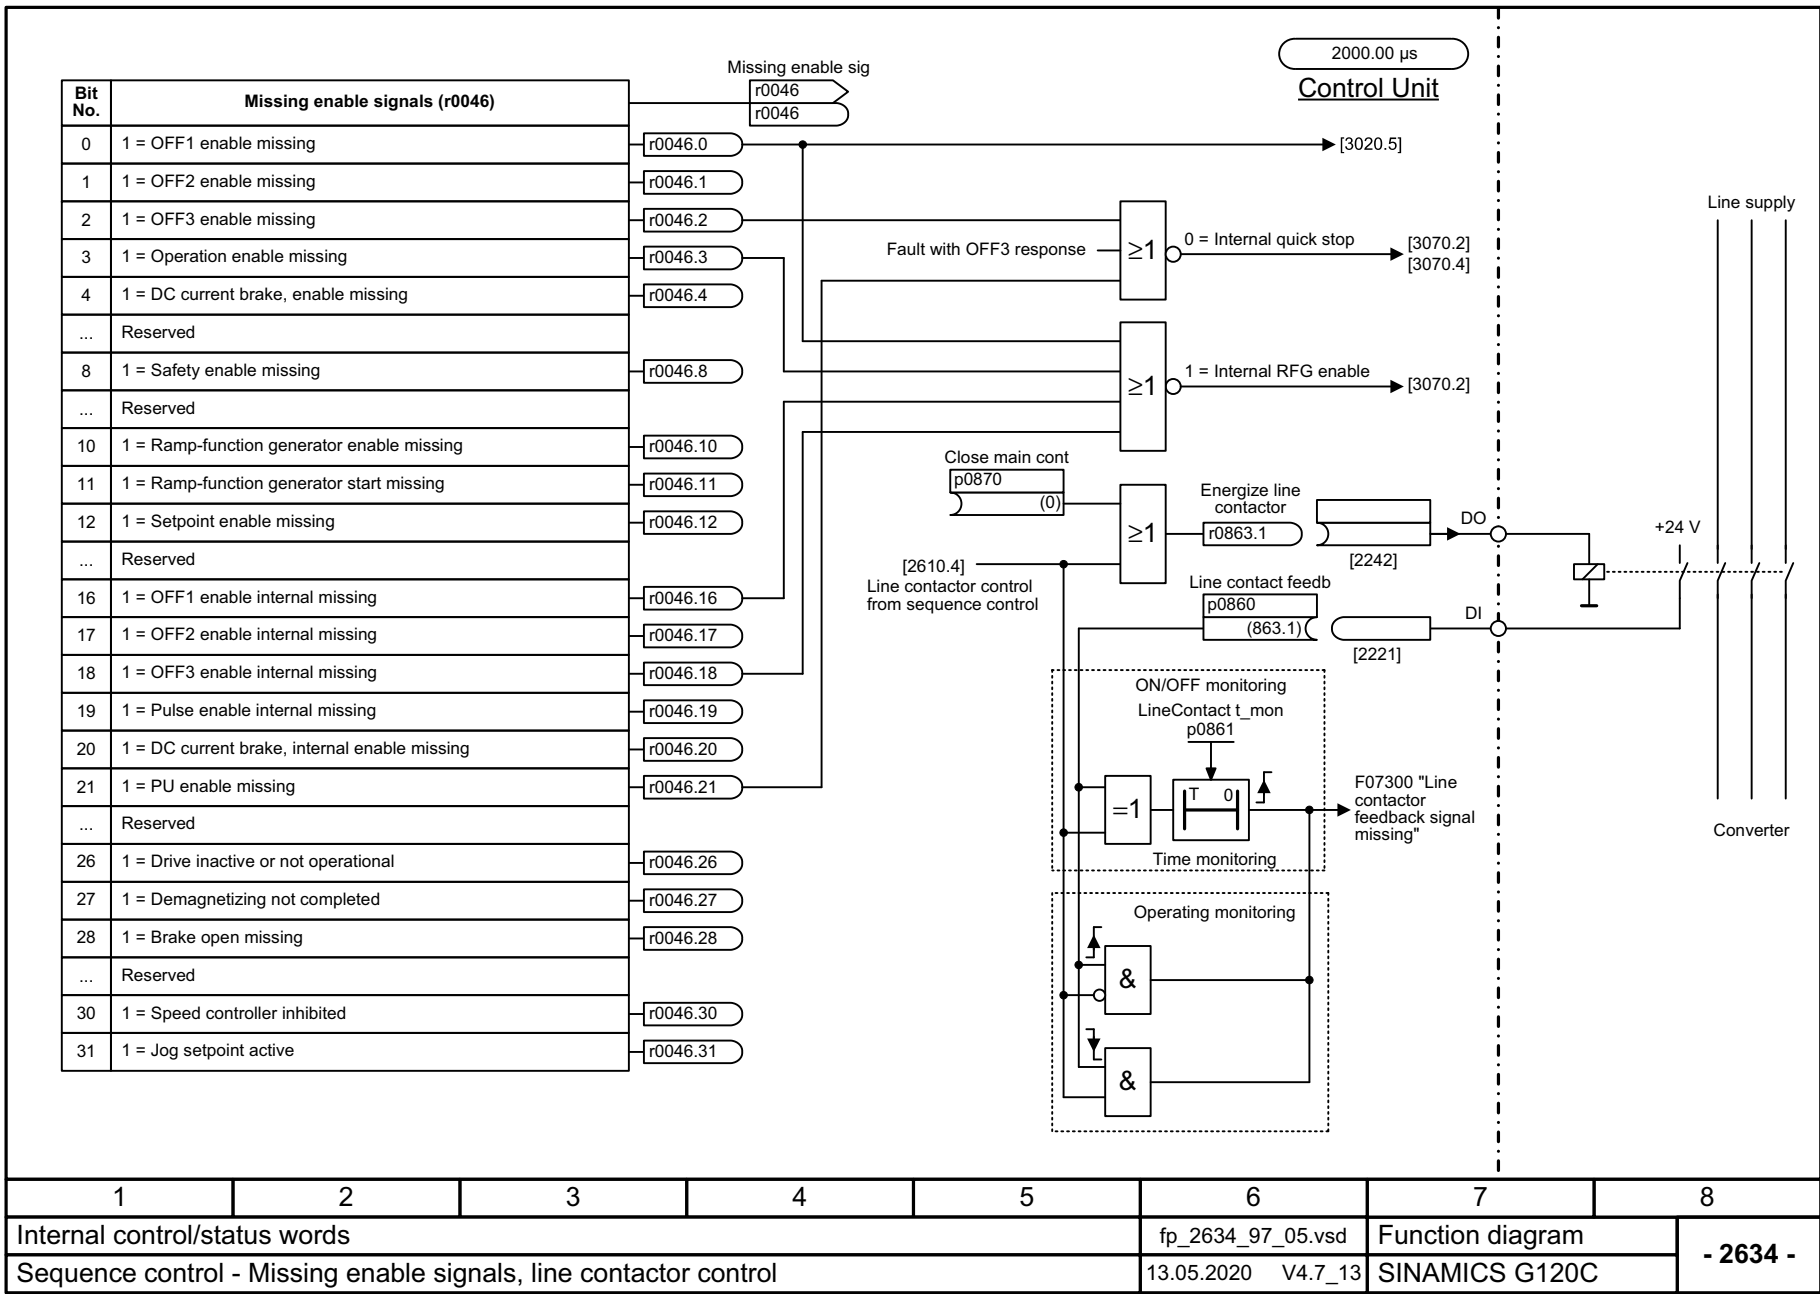 Bit No. Missing enable signals (r0046)
0 1 = OFF1 enable missing r0046.0
1 1 = OFF2 enable missing r0046.1
2 1 = OFF3 enable missing r0046.2
3 1 = Operation enable missing r0046.3
4 1 = DC current brake, enable missing r0046.4
... Reserved
8 1 = Safety enable missing r0046.8
... Reserved
10 1 = Ramp-function generator enable missing r0046.10
11 1 = Ramp-function generator start missing r0046.11
12 1 = Setpoint enable missing r0046.12
... Reserved
16 1 = OFF1 enable internal missing r0046.16
17 1 = OFF2 enable internal missing r0046.17
18 1 = OFF3 enable internal missing r0046.18
19 1 = Pulse enable internal missing r0046.19
20 1 = DC current brake, internal enable missing r0046.20
21 1 = PU enable missing r0046.21
... Reserved
26 1 = Drive inactive or not operational r0046.26
27 1 = Demagnetizing not completed r0046.27
28 1 = Brake open missing r0046.28
... Reserved
30 1 = Speed controller inhibited r0046.30
31 1 = Jog setpoint active r0046.31
Missing enable sig
r0046
r0046
2000.00 µs
Control Unit
[3020.5]
Fault with OFF3 response
≥1
0 = Internal quick stop
[3070.2]
[3070.4]
≥1
1 = Internal RFG enable
[3070.2]
Close main cont
p0870
(0)
[2610.4]
Line contactor control
from sequence control
≥1
Energize line
contactor
r0863.1
[2242]
DO
Line contact feedb
p0860
(863.1)
[2221]
DI
Line supply
+24 V
Converter
ON/OFF monitoring
LineContact t_mon
p0861
=1
T 0
Time monitoring
F07300 "Line
contactor
feedback signal
missing"
Operating monitoring
&
&
1 2 3 4 5 6 7 8
Internal control/status words
fp_2634_97_05.vsd
Function diagram
- 2634 -
Sequence control - Missing enable signals, line contactor control
13.05.2020 V4.7_13
SINAMICS G120C